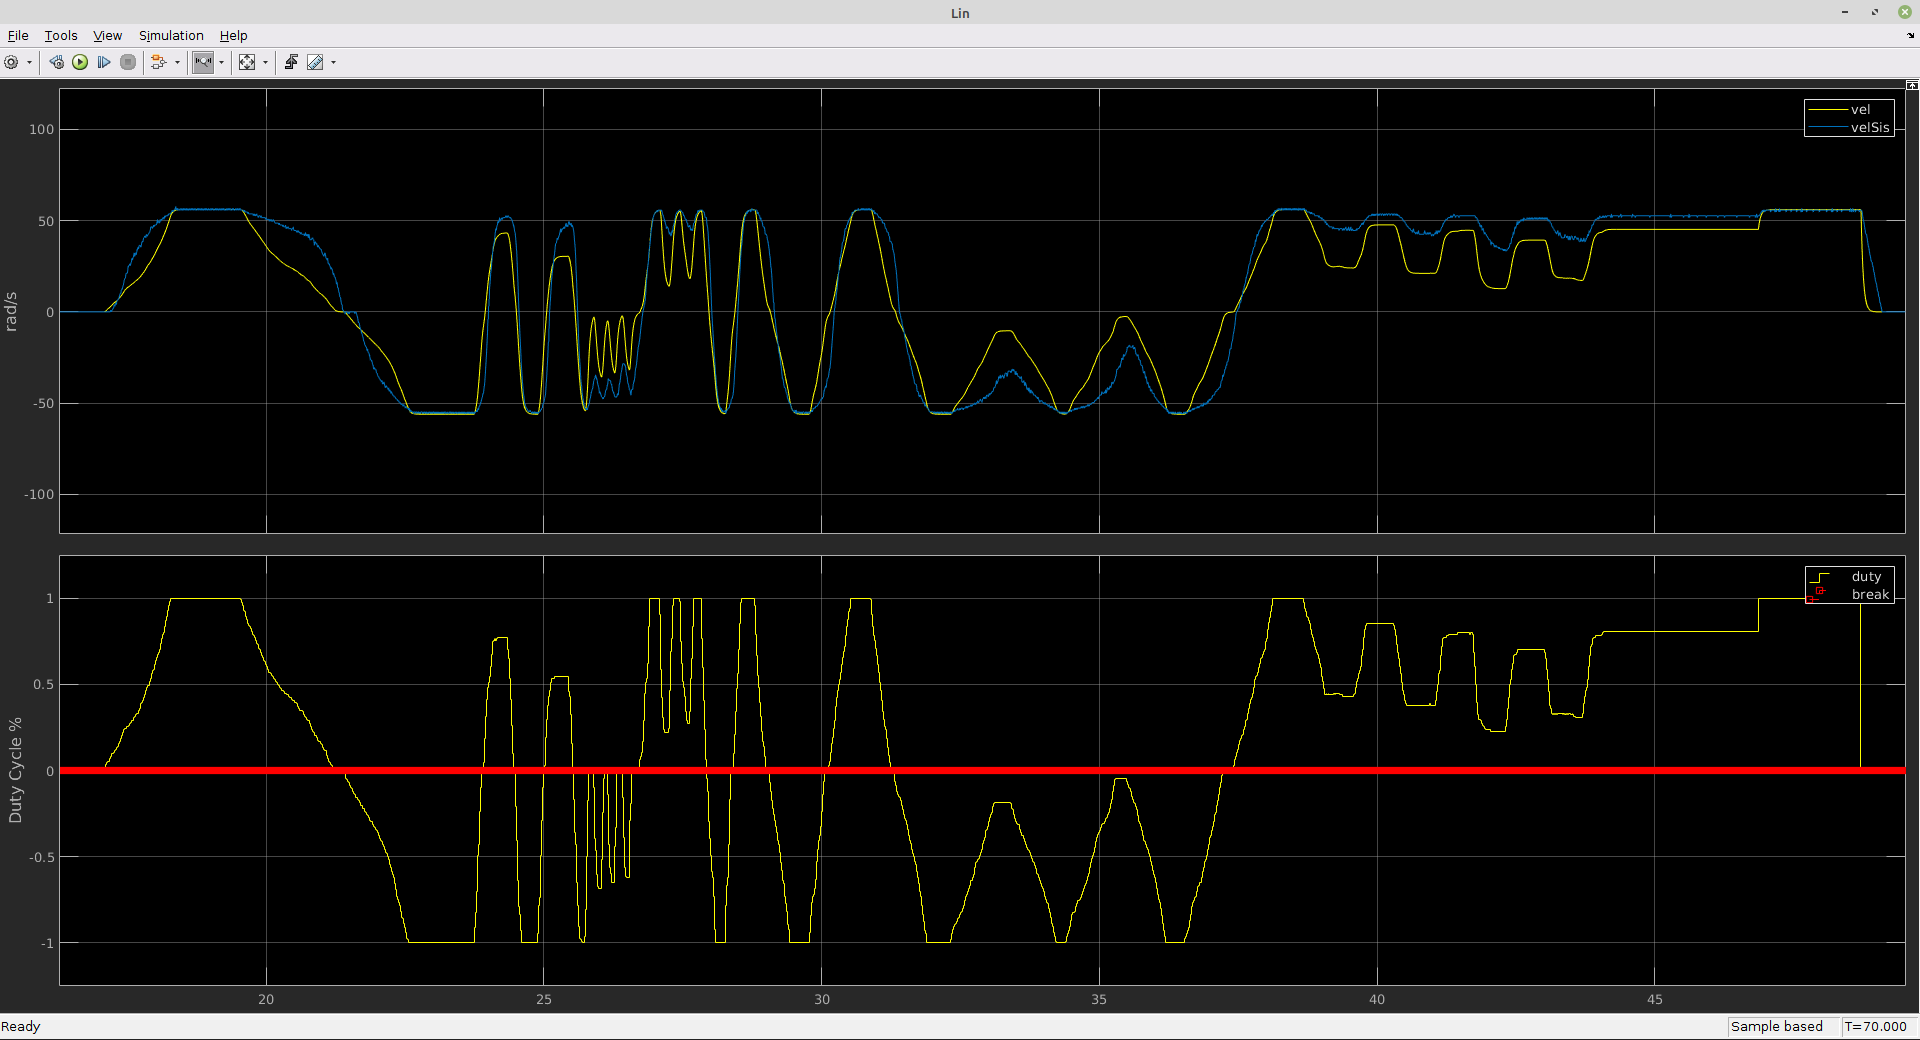 Lin
File Tools View Simulation Help
100
50
0
-50
-100
rad/s
vel
velSis
1
0.5
0
-0.5
-1
Duty Cycle %
duty
break
20 25 30 35 40 45
Ready
Sample based T=70.000